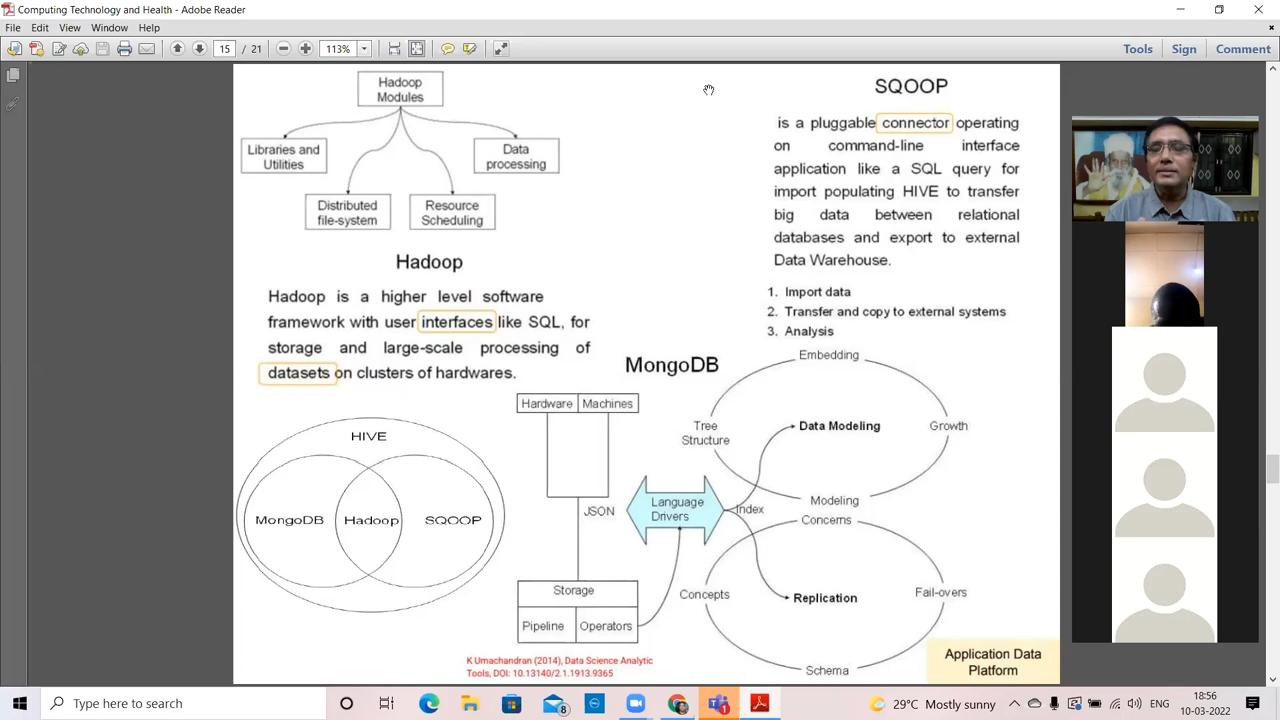 Computing Technology and Health - Adobe Reader
File Edit View Window Help
15 / 21 113% Tools Sign Comment
Hadoop
Modules
Libraries and
Utilities
Data
processing
Distributed
file-system
Resource
Scheduling
Hadoop
Hadoop is a higher level software
framework with user interfaces like SQL, for
storage and large-scale processing of
datasets on clusters of hardwares.
SQOOP
is a pluggable connector operating
on command-line interface
application like a SQL query for
import populating HIVE to transfer
big data between relational
databases and export to external
Data Warehouse.
1. Import data
2. Transfer and copy to external systems
3. Analysis
HIVE
MongoDB Hadoop SQOOP
MongoDB
Hardware Machines
JSON
Storage
Pipeline Operators
Language
Drivers
Index
Embedding
Tree
Structure
Data Modeling
Growth
Modeling
Concerns
Concepts
Replication
Fail-overs
Schema
K Umachandran (2014), Data Science Analytic
Tools, DOI: 10.13140/2.1.1913.9365
Application Data
Platform
Type here to search
8
1
29°C Mostly sunny
ENG
18:56
10-03-2022